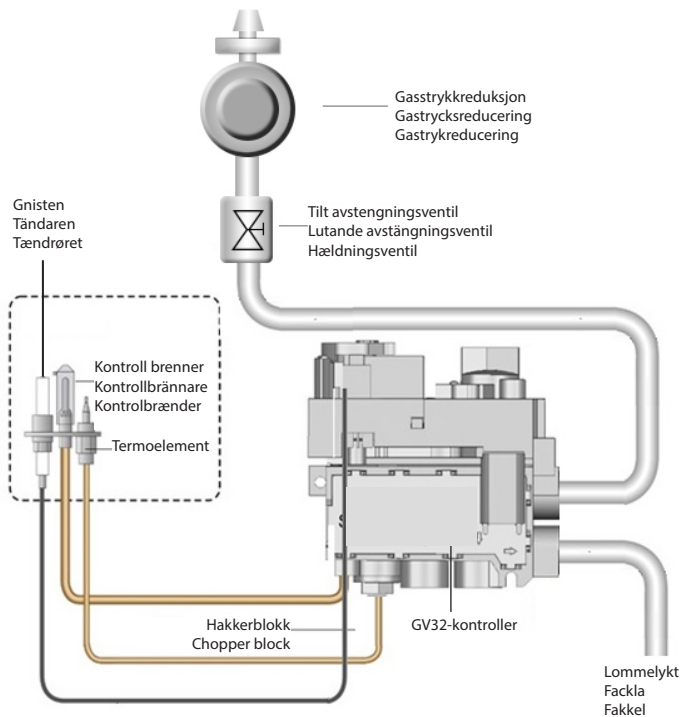 Gasstrykkreduksjon
Gastrycksreducering
Gastrykreducering
Tilt avstengningsventil
Lutande avstängningsventil
Hældningsventil
Gnisten
Tändaren
Tændrøret
Kontroll brenner
Kontrollbrännare
Kontrolbrænder
Termoelement
Hakkerblokk
Chopper block
GV32-kontroller
Lommelykt
Fackla
Fakkel